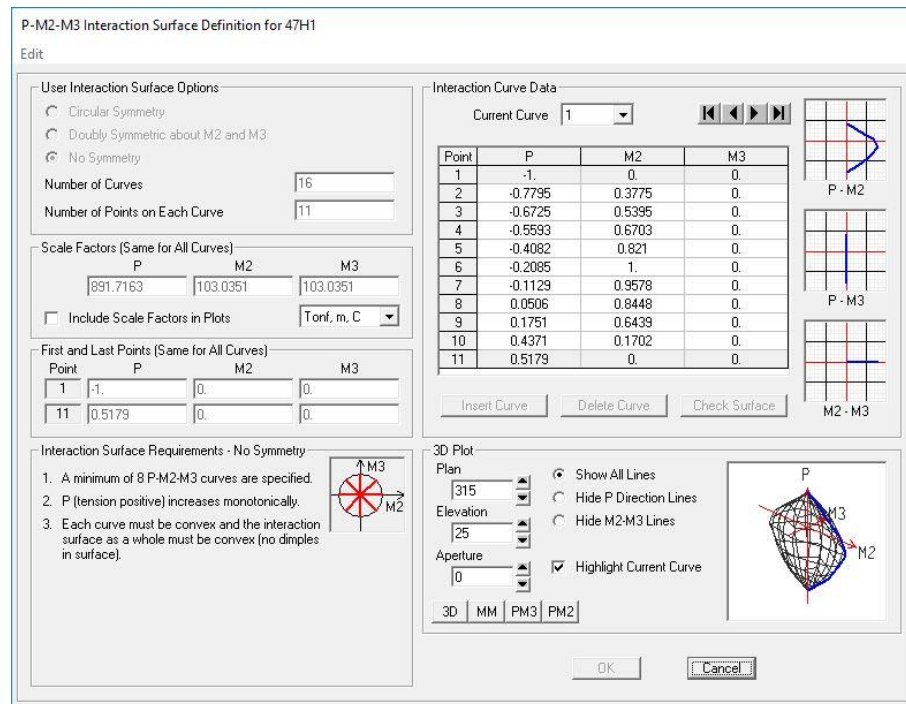 P-M2-M3 Interaction Surface Definition for 47H1
Edit
User Interaction Surface Options
Circular Symmetry
Doubly Symmetric about M2 and M3
No Symmetry
Number of Curves 16
Number of Points on Each Curve 11
Scale Factors (Same for All Curves)
P M2 M3
891.7163 103.0351 103.0351
Include Scale Factors in Plots Tonf, m, C
First and Last Points (Same for All Curves)
Point P M2 M3
1 -1. 0. 0.
11 0.5179 0. 0.
Interaction Surface Requirements - No Symmetry
1. A minimum of 8 P-M2-M3 curves are specified.
2. P (tension positive) increases monotonically.
3. Each curve must be convex and the interaction
surface as a whole must be convex (no dimples
in surface).
M3
M2
Interaction Curve Data
Current Curve 1
Point P M2 M3
1 -1. 0. 0.
2 -0.7795 0.3775 0.
3 -0.6725 0.5395 0.
4 -0.5593 0.6703 0.
5 -0.4082 0.821 0.
6 -0.2085 1. 0.
7 -0.1129 0.9578 0.
8 0.0506 0.8448 0.
9 0.1751 0.6439 0.
10 0.4371 0.1702 0.
11 0.5179 0. 0.
P - M2
P - M3
M2 - M3
Insert Curve Delete Curve Check Surface
3D Plot
Plan
315
Elevation
25
Aperture
0
Show All Lines
Hide P Direction Lines
Hide M2-M3 Lines
Highlight Current Curve
3D MM PM3 PM2
P
M3
M2
OK Cancel